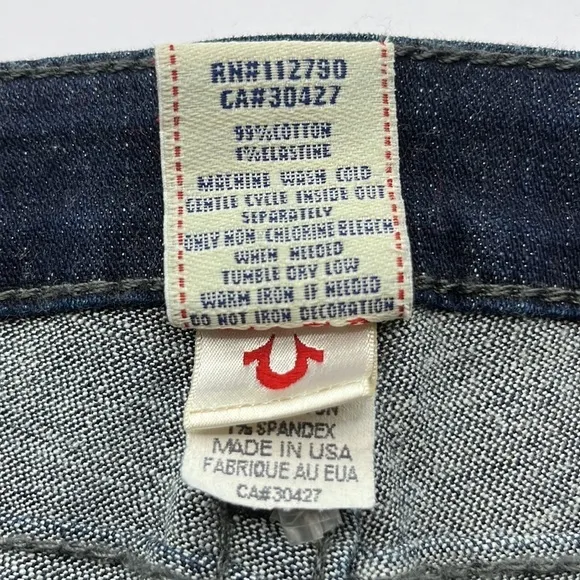 RN#112790
CA#30427
99%COTTON
1%ELASTINE
MACHINE WASH COLD
GENTLE CYCLE INSIDE OUT
SEPARATELY
ONLY NON-CHLORINE BLEACH
WHEN NEEDED
TUMBLE DRY LOW
WARM IRON IF NEEDED
DO NOT IRON DECORATION
1% SPANDEX
MADE IN USA
FABRIQUE AU EUA
CA#30427